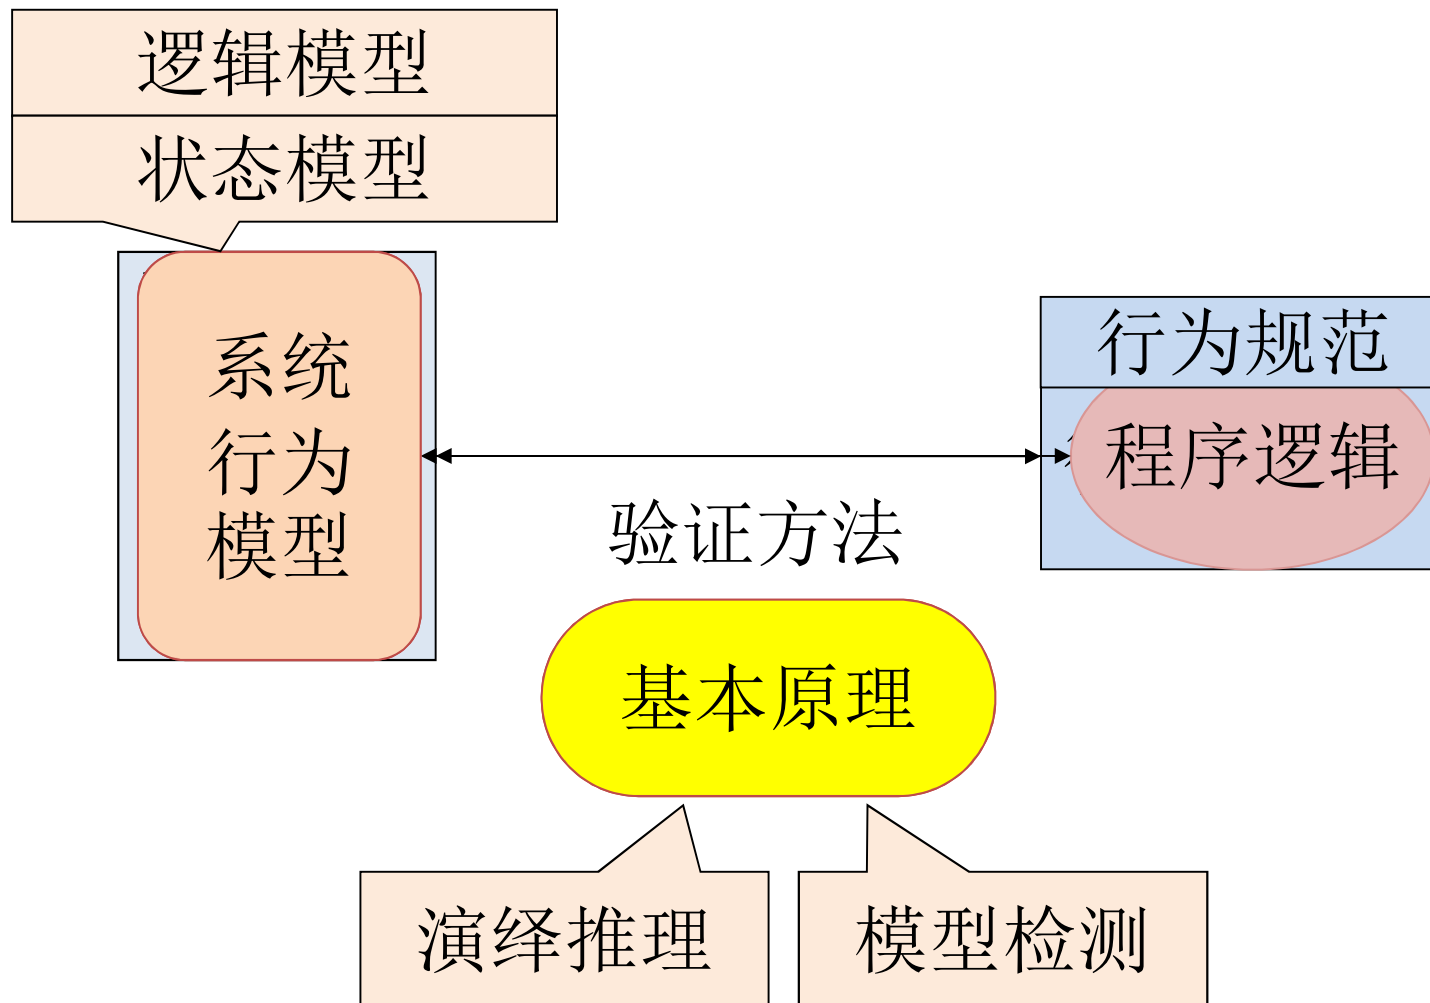 逻辑模型
状态模型
系统
行为
模型
行为规范
程序逻辑
验证方法
基本原理
演绎推理
模型检测